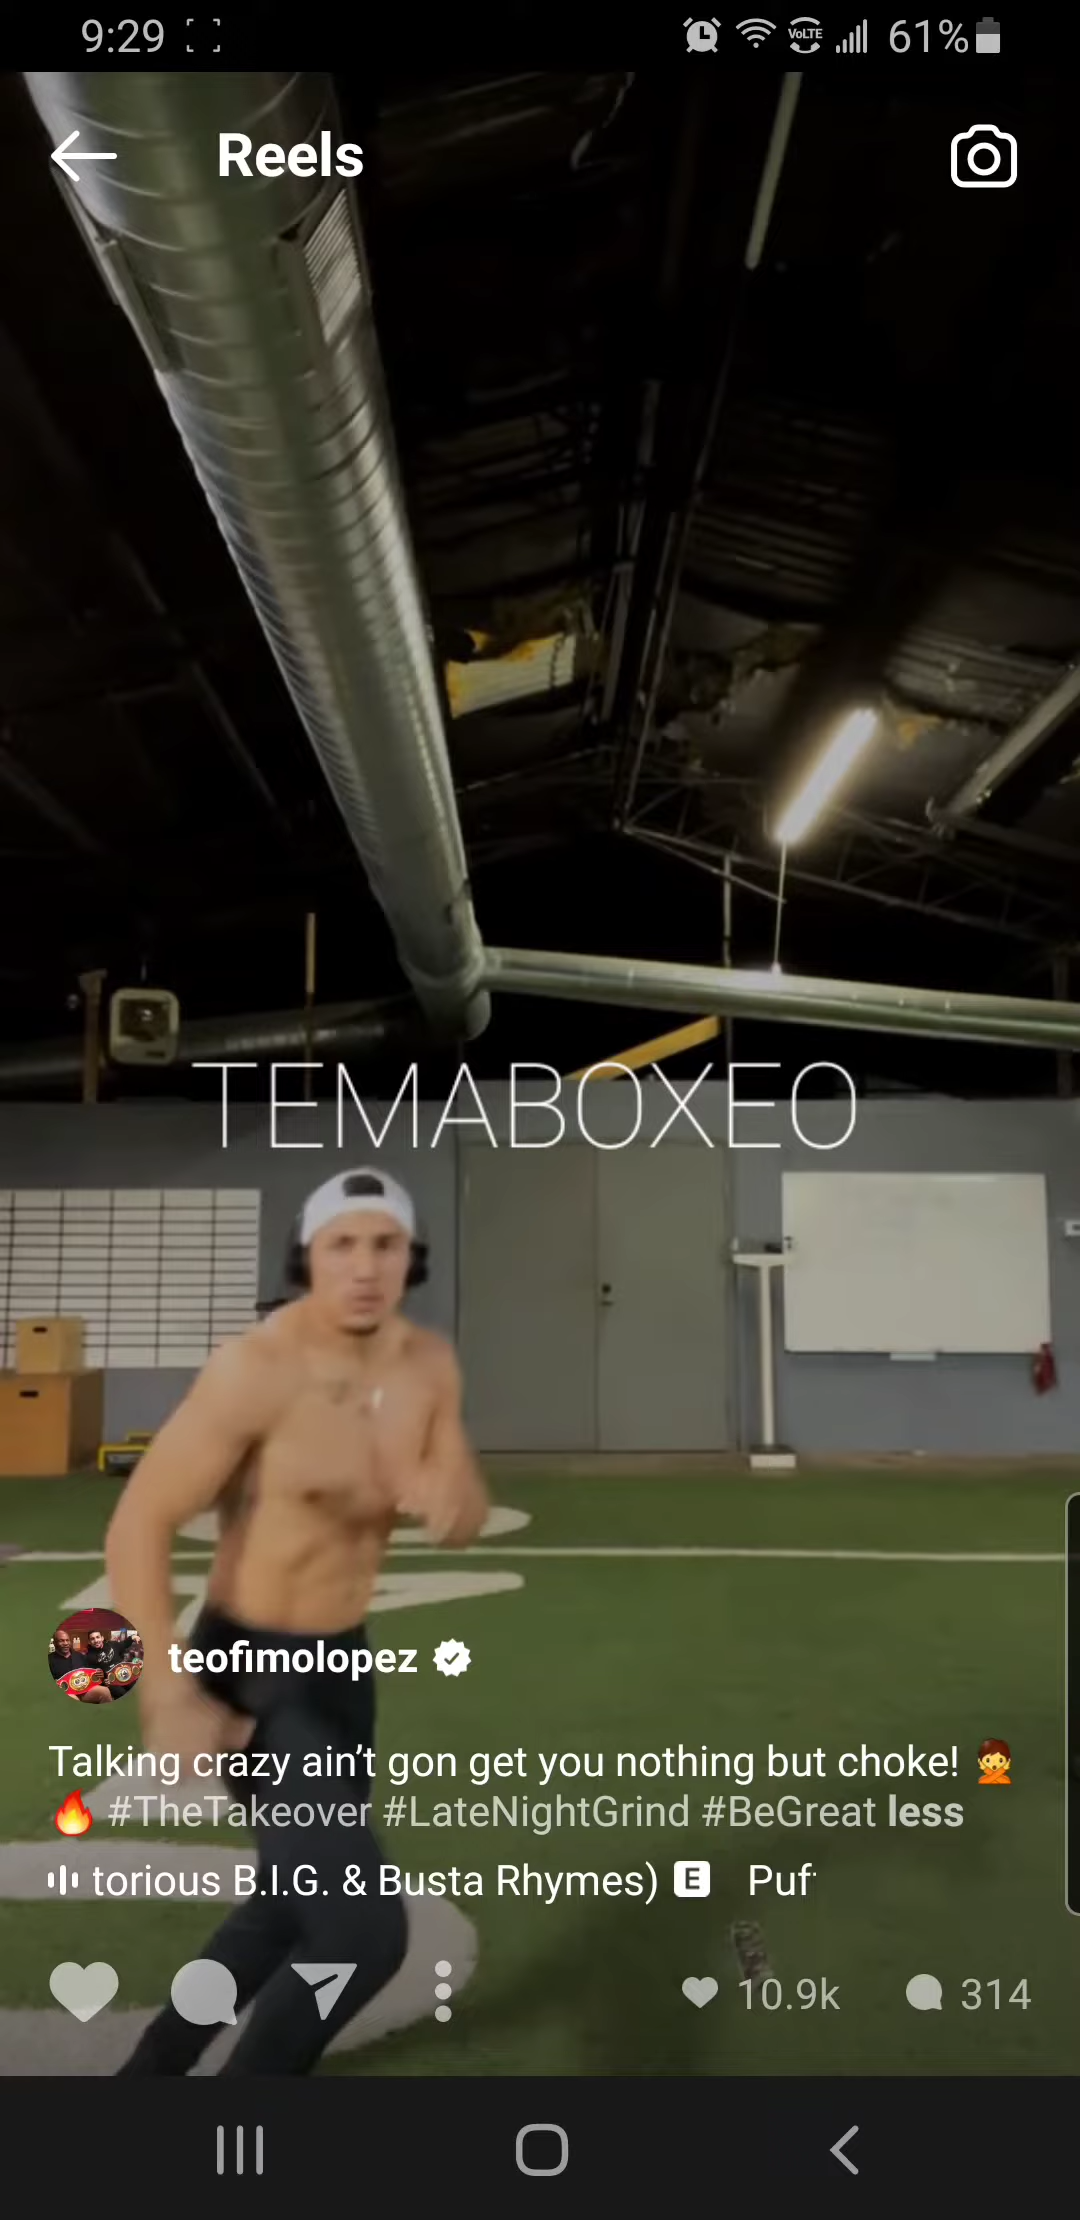 9:29 VoLTE 61%
Reels
TEMABOXEO
teofimolopez
Talking crazy ain’t gon get you nothing but choke! 🙅
🔥 #TheTakeover #LateNightGrind #BeGreat less
torious B.I.G. & Busta Rhymes) E Puf
10.9k 314